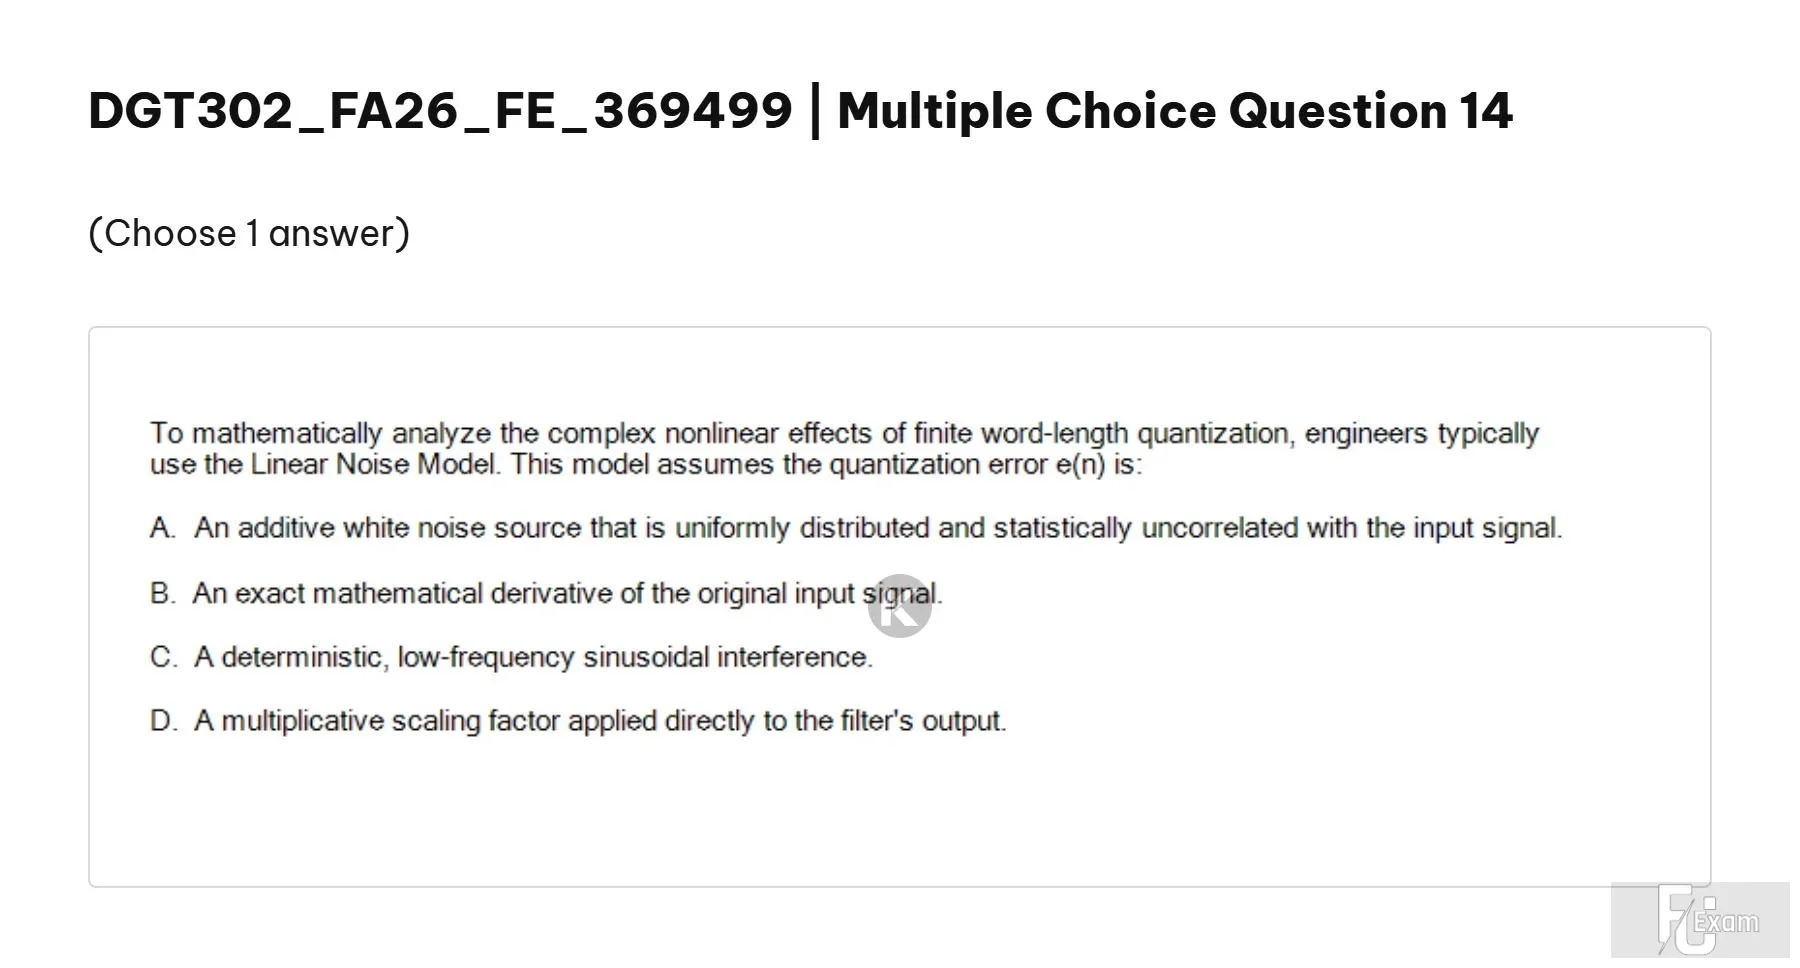 DGT302_FA26_FE_369499 | Multiple Choice Question 14
(Choose 1 answer)
To mathematically analyze the complex nonlinear effects of finite word-length quantization, engineers typically
use the Linear Noise Model. This model assumes the quantization error e(n) is:
A. An additive white noise source that is uniformly distributed and statistically uncorrelated with the input signal.
B. An exact mathematical derivative of the original input signal.
C. A deterministic, low-frequency sinusoidal interference.
D. A multiplicative scaling factor applied directly to the filter's output.
K
FU Exam